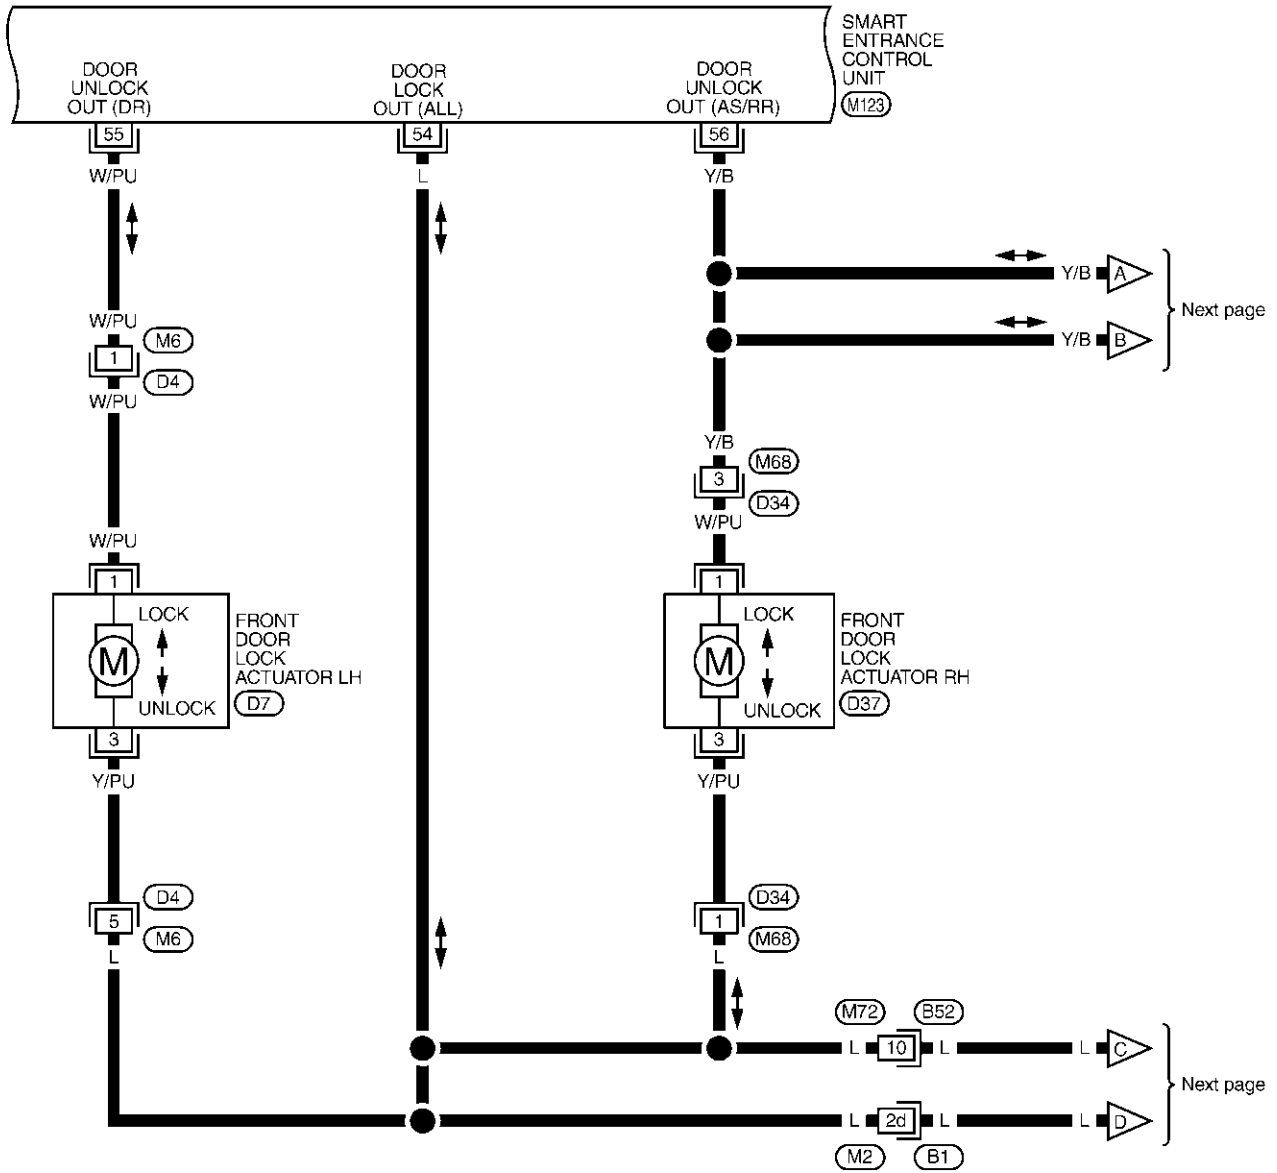 SMART
ENTRANCE
CONTROL
UNIT
M123
DOOR
UNLOCK
OUT (DR)
DOOR
LOCK
OUT (ALL)
DOOR
UNLOCK
OUT (AS/RR)
55
54
56
W/PU
L
Y/B
Y/B
A
Next page
Y/B
B
W/PU
M6
1
D4
W/PU
Y/B
M68
3
D34
W/PU
W/PU
1
1
LOCK
M
UNLOCK
FRONT
DOOR
LOCK
ACTUATOR LH
D7
LOCK
M
UNLOCK
FRONT
DOOR
LOCK
ACTUATOR RH
D37
3
3
Y/PU
Y/PU
D4
5
M6
L
D34
1
M68
L
M72
B52
L
10
L
L
C
Next page
L
2d
L
L
D
M2
B1